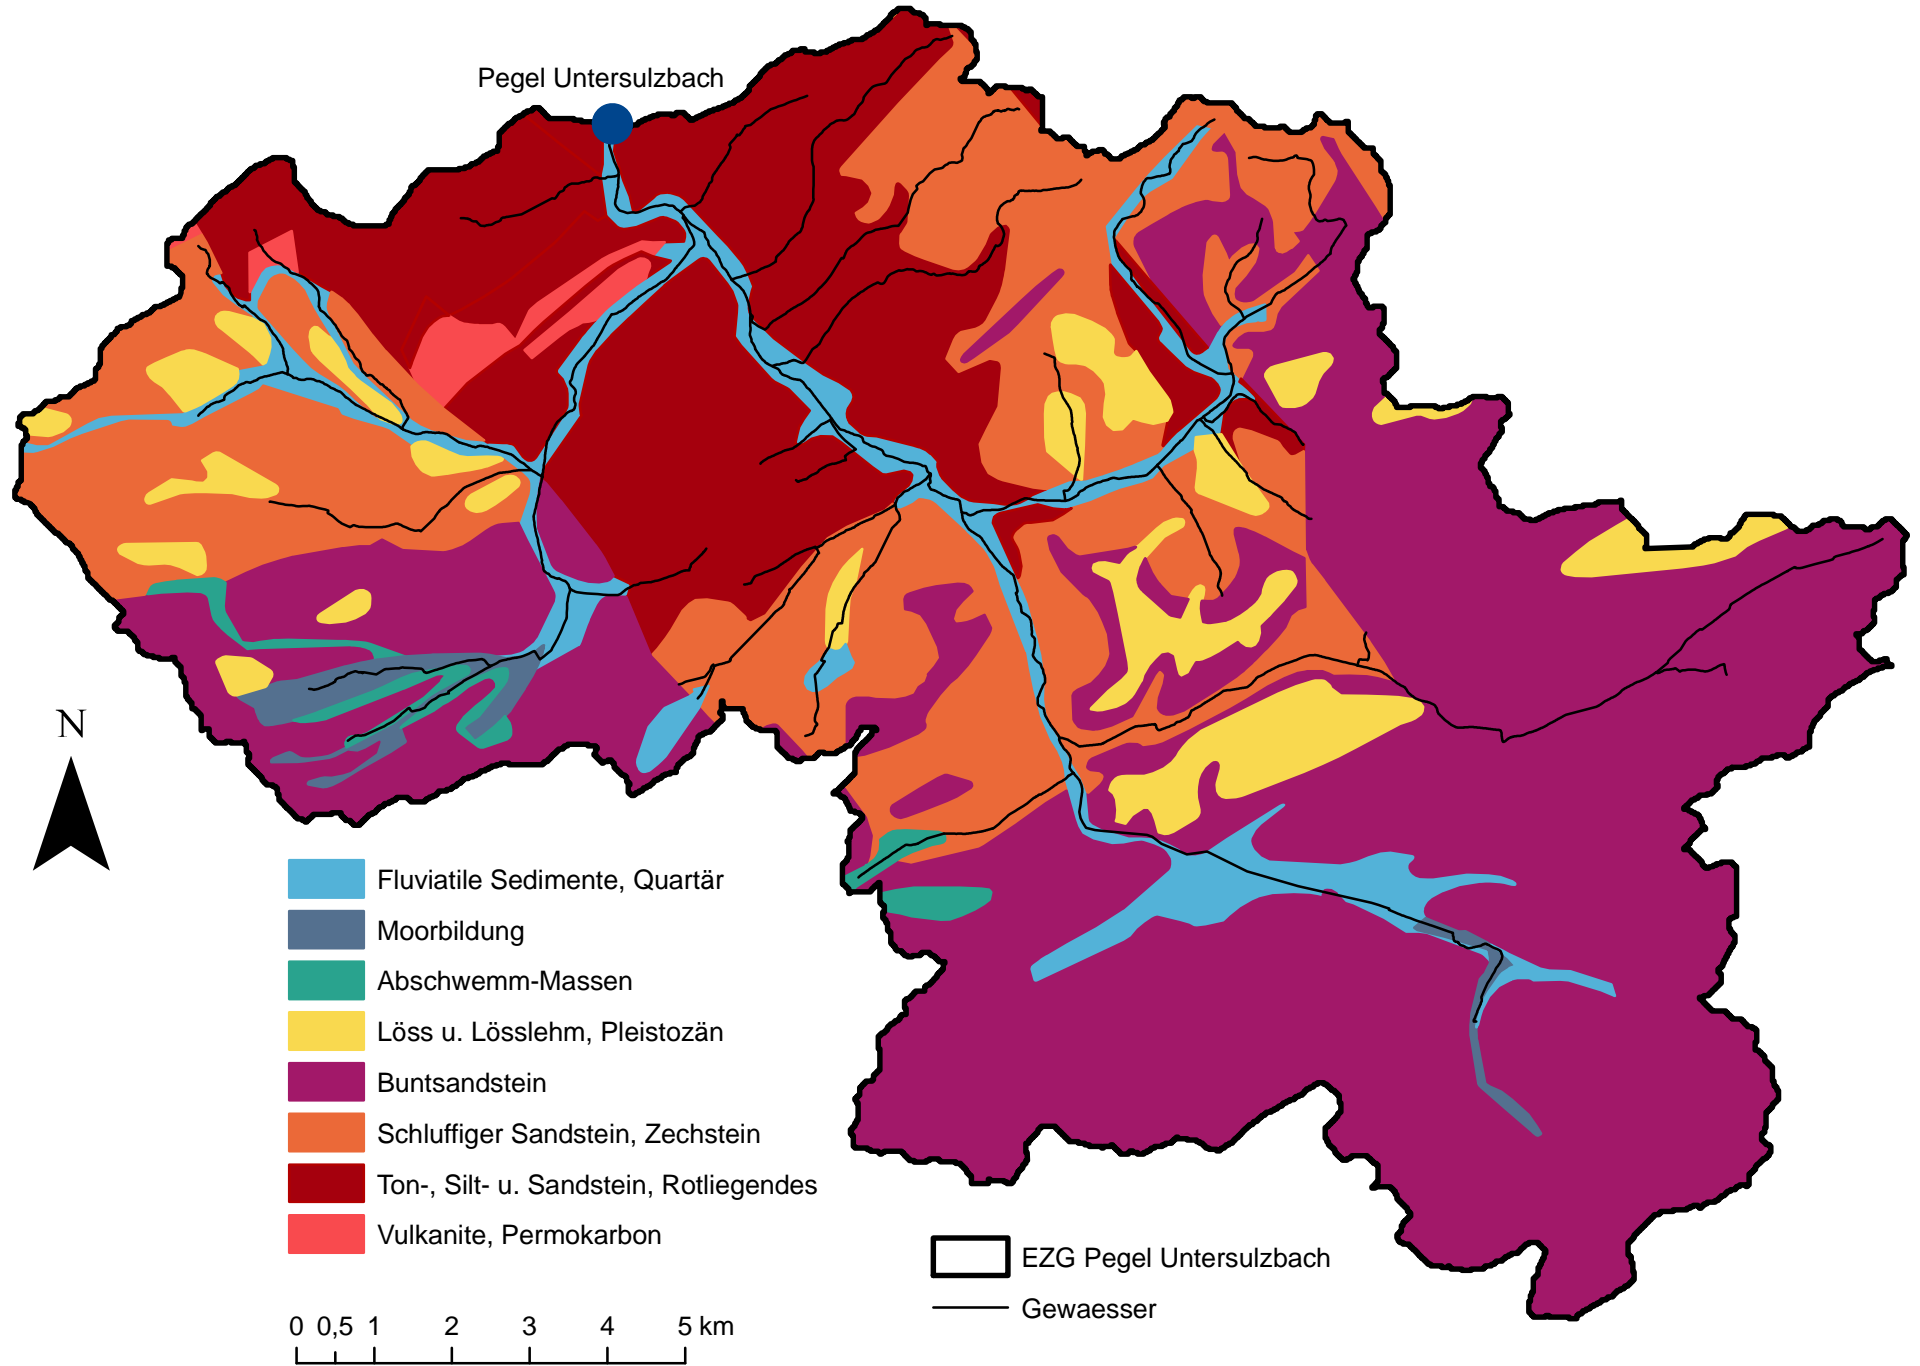 Pegel Untersulzbach
N
Fluviatile Sedimente, Quartär
Moorbildung
Abschwemm-Massen
Löss u. Lösslehm, Pleistozän
Buntsandstein
Schluffiger Sandstein, Zechstein
Ton-, Silt- u. Sandstein, Rotliegendes
Vulkanite, Permokarbon
EZG Pegel Untersulzbach
Gewaesser
0 0,5 1 2 3 4 5 km